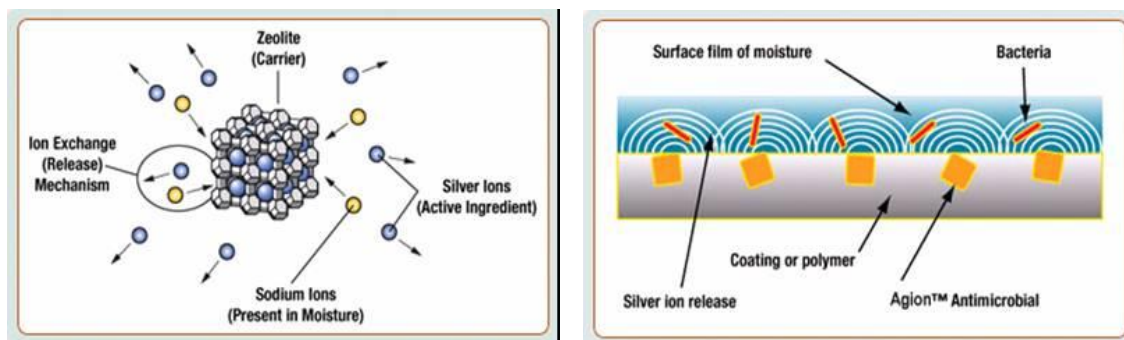 Zeolite
(Carrier)
Ion Exchange
(Release)
Mechanism
Silver Ions
(Active Ingredient)
Sodium Ions
(Present in Moisture)
Surface film of moisture
Bacteria
Coating or polymer
Silver ion release
Agion™ Antimicrobial